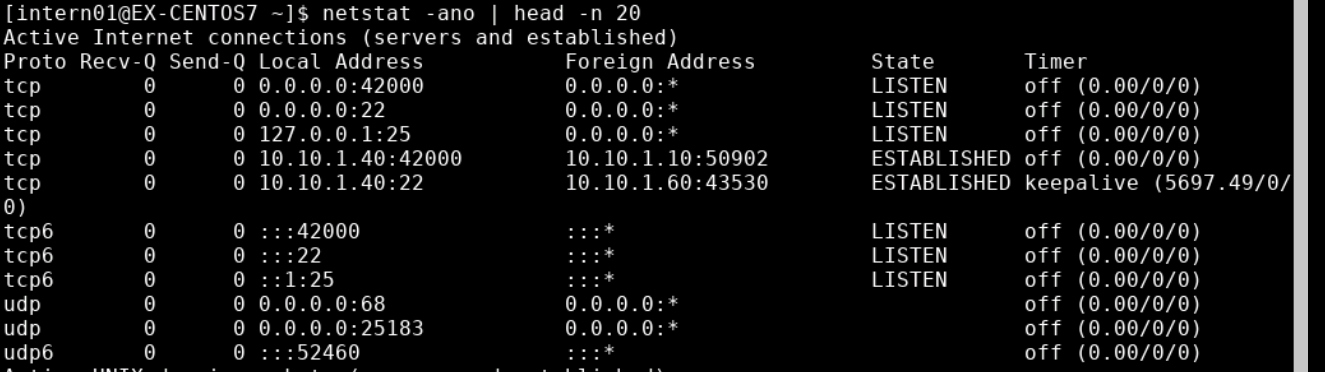 [intern01@EX-CENTOS7 ~]$ netstat -ano | head -n 20
Active Internet connections (servers and established)
Proto Recv-Q Send-Q Local Address           Foreign Address         State       Timer
tcp        0      0 0.0.0.0:42000           0.0.0.0:*               LISTEN      off (0.00/0/0)
tcp        0      0 0.0.0.0:22              0.0.0.0:*               LISTEN      off (0.00/0/0)
tcp        0      0 127.0.0.1:25            0.0.0.0:*               LISTEN      off (0.00/0/0)
tcp        0      0 10.10.1.40:42000        10.10.1.10:50902        ESTABLISHED off (0.00/0/0)
tcp        0      0 10.10.1.40:22           10.10.1.60:43530        ESTABLISHED keepalive (5697.49/0/
0)
tcp6       0      0 :::42000                :::*                    LISTEN      off (0.00/0/0)
tcp6       0      0 :::22                   :::*                    LISTEN      off (0.00/0/0)
tcp6       0      0 ::1:25                  :::*                    LISTEN      off (0.00/0/0)
udp        0      0 0.0.0.0:68              0.0.0.0:*                           off (0.00/0/0)
udp        0      0 0.0.0.0:25183           0.0.0.0:*                           off (0.00/0/0)
udp6       0      0 :::52460                :::*                                off (0.00/0/0)